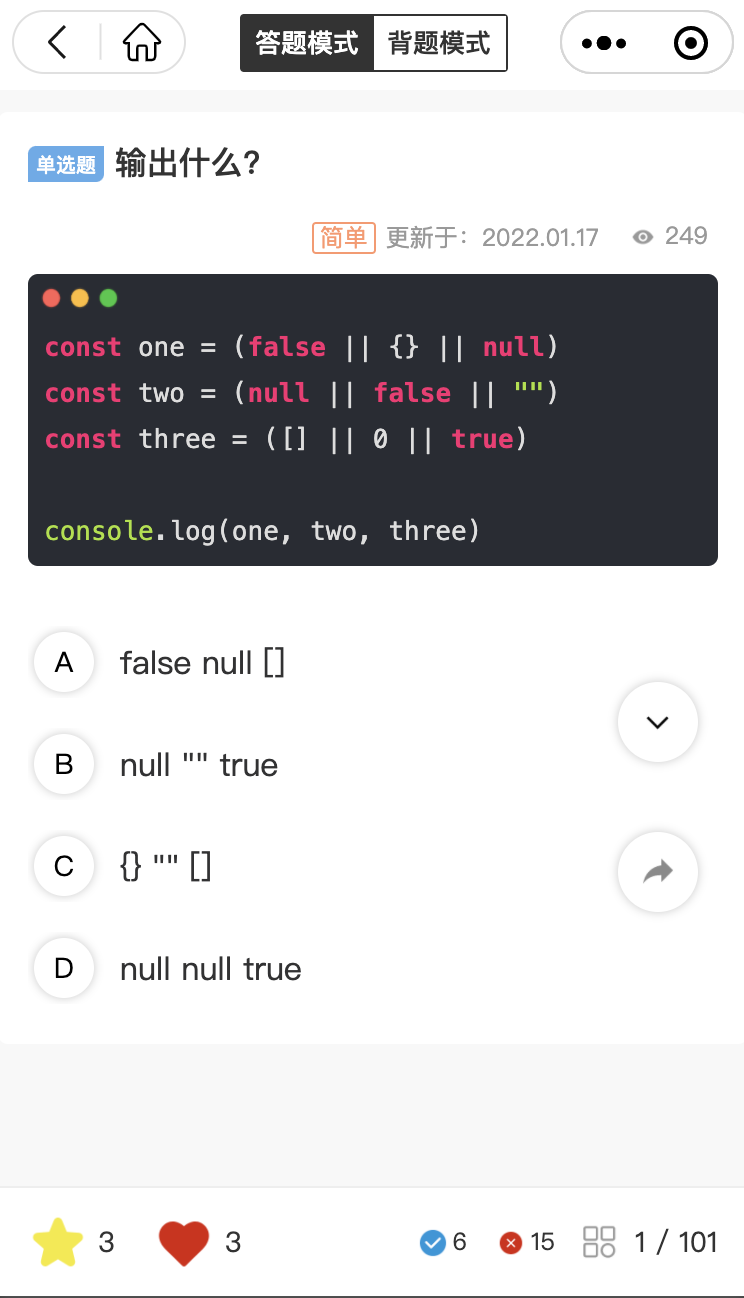 答题模式 背题模式
单选题 输出什么?
简单 更新于：2022.01.17 249
const one = (false || {} || null)
const two = (null || false || "")
const three = ([] || 0 || true)
console.log(one, two, three)
A false null []
B null "" true
C {} "" []
D null null true
3 3 6 15 1 / 101